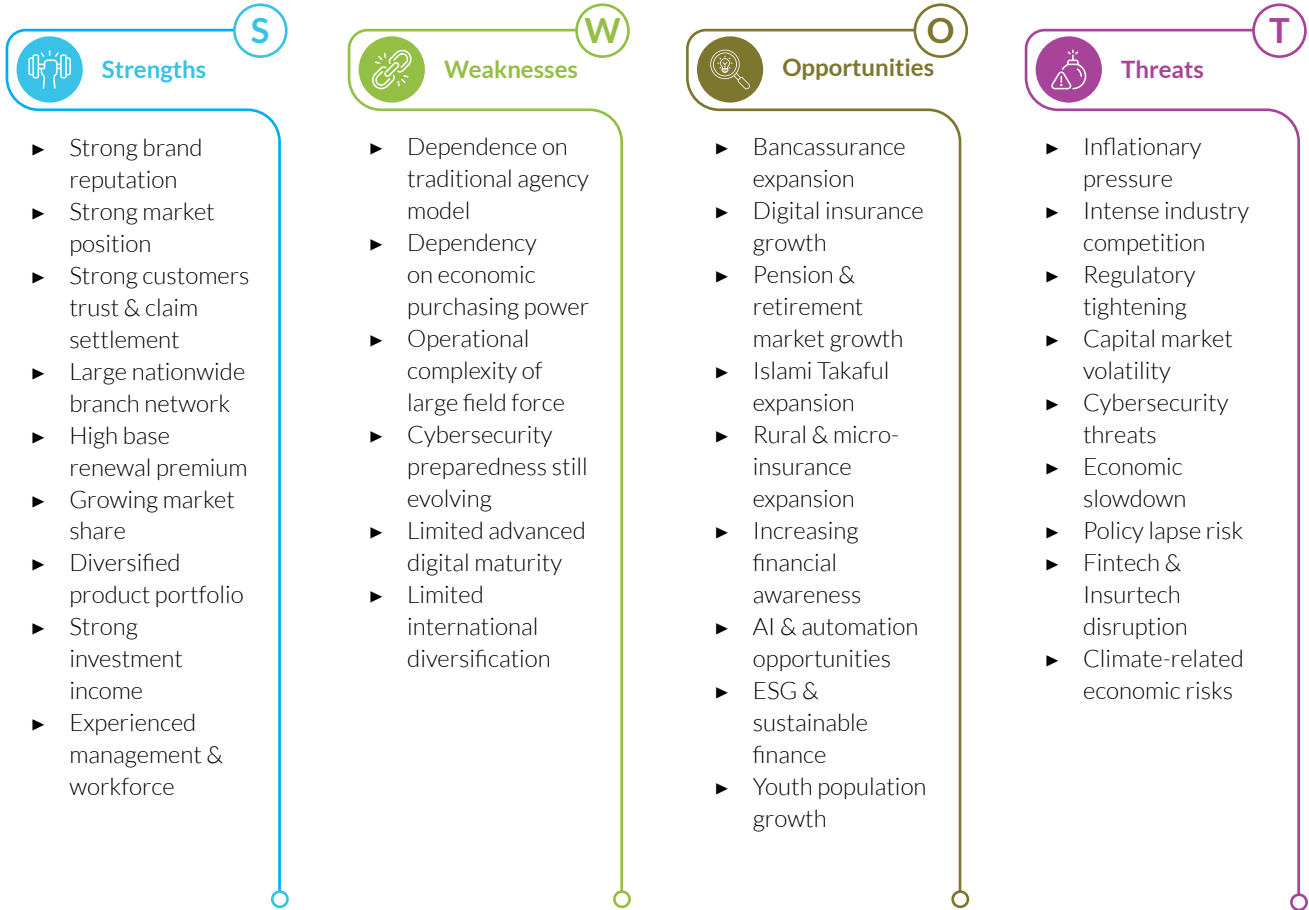 S
Strengths
► Strong brand
reputation
► Strong market
position
► Strong customers
trust & claim
settlement
► Large nationwide
branch network
► High base
renewal premium
► Growing market
share
► Diversified
product portfolio
► Strong
investment
income
► Experienced
management &
workforce
W
Weaknesses
► Dependence on
traditional agency
model
► Dependency
on economic
purchasing power
► Operational
complexity of
large field force
► Cybersecurity
preparedness still
evolving
► Limited advanced
digital maturity
► Limited
international
diversification
O
Opportunities
► Bancassurance
expansion
► Digital insurance
growth
► Pension &
retirement
market growth
► Islami Takaful
expansion
► Rural & micro-
insurance
expansion
► Increasing
financial
awareness
► AI & automation
opportunities
► ESG &
sustainable
finance
► Youth population
growth
T
Threats
► Inflationary
pressure
► Intense industry
competition
► Regulatory
tightening
► Capital market
volatility
► Cybersecurity
threats
► Economic
slowdown
► Policy lapse risk
► Fintech &
Insurtech
disruption
► Climate-related
economic risks